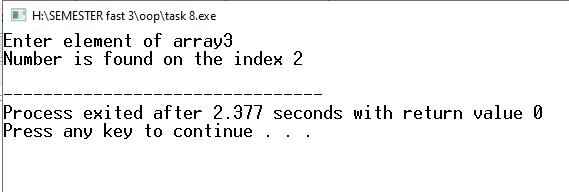 H:\SEMESTER fast 3\oop\task 8.exe
Enter element of array3
Number is found on the index 2
--------------------------------
Process exited after 2.377 seconds with return value 0
Press any key to continue . . .